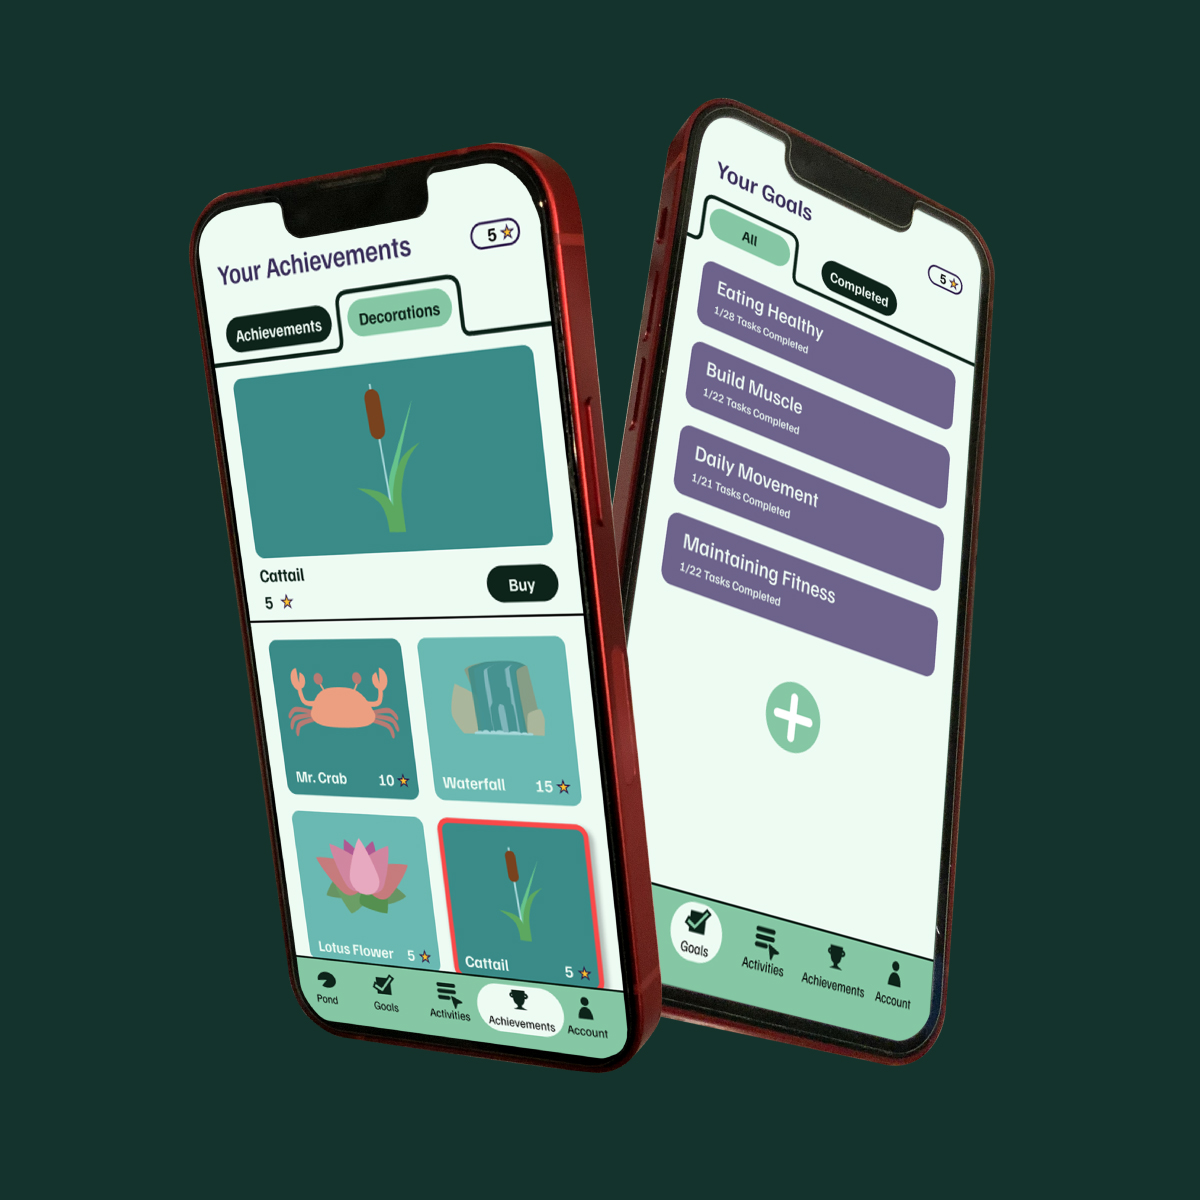 Your Achievements
5
Achievements
Decorations
Cattail
5
Buy
Mr. Crab
10
Waterfall
15
Lotus Flower
5
Cattail
5
Pond
Goals
Activities
Achievements
Account
Your Goals
5
All
Completed
Eating Healthy
1/28 Tasks Completed
Build Muscle
1/22 Tasks Completed
Daily Movement
1/21 Tasks Completed
Maintaining Fitness
1/22 Tasks Completed
Goals
Activities
Achievements
Account